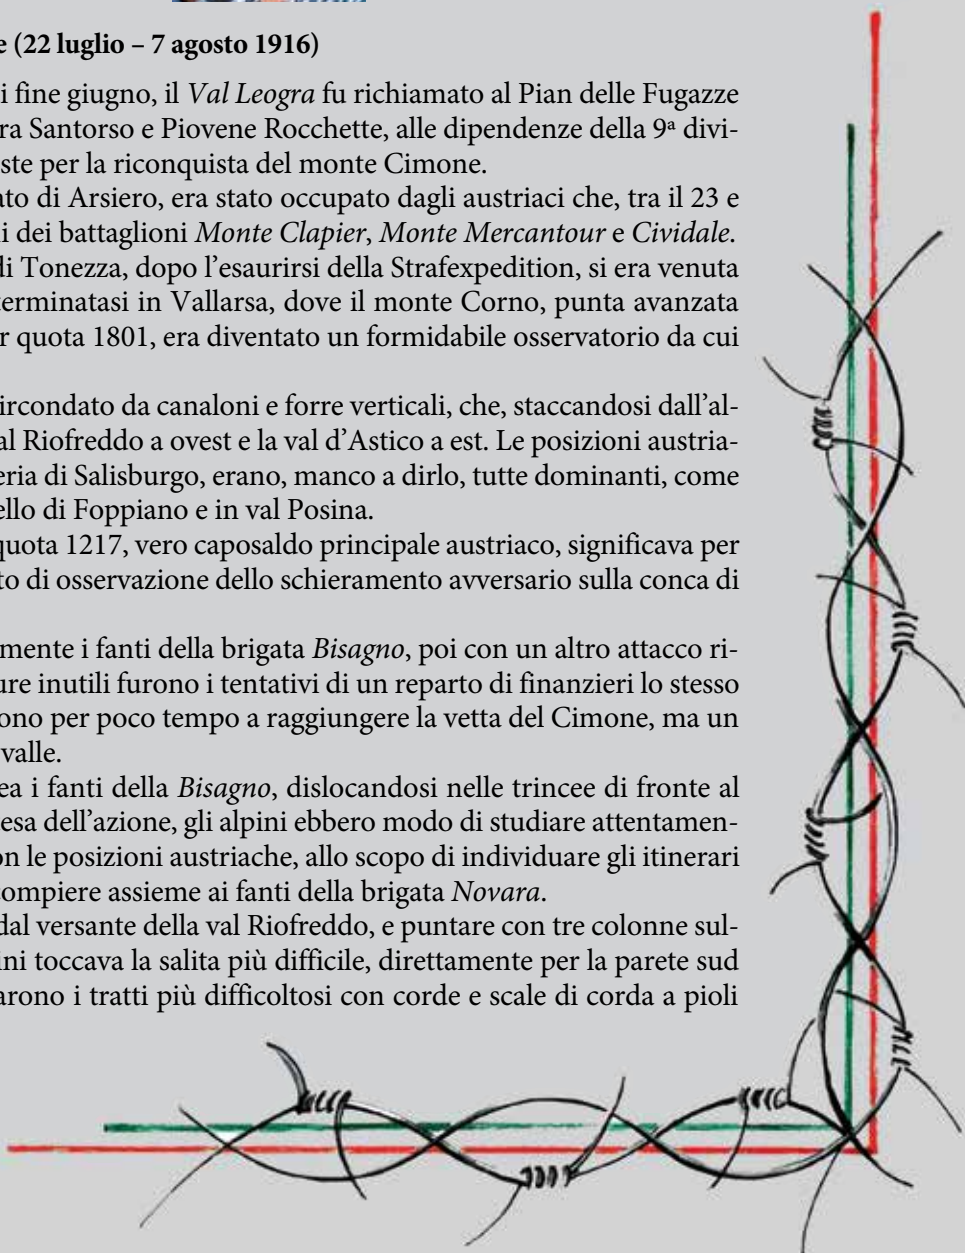 e (22 luglio – 7 agosto 1916)
i fine giugno, il Val Leogra fu richiamato al Pian delle Fugazze
ra Santorso e Piovene Rocchette, alle dipendenze della 9ª divi-
ste per la riconquista del monte Cimone.
ato di Arsiero, era stato occupato dagli austriaci che, tra il 23 e
i dei battaglioni Monte Clapier, Monte Mercantour e Cividale.
di Tonezza, dopo l'esaurirsi della Strafexpedition, si era venuta
terminatasi in Vallarsa, dove il monte Corno, punta avanzata
r quota 1801, era diventato un formidabile osservatorio da cui
ircondato da canaloni e forre verticali, che, staccandosi dall'al-
al Riofreddo a ovest e la val d'Astico a est. Le posizioni austria-
eria di Salisburgo, erano, manco a dirlo, tutte dominanti, come
ello di Foppiano e in val Posina.
quota 1217, vero caposaldo principale austriaco, significava per
to di osservazione dello schieramento avversario sulla conca di
mente i fanti della brigata Bisagno, poi con un altro attacco ri-
ure inutili furono i tentativi di un reparto di finanzieri lo stesso
ono per poco tempo a raggiungere la vetta del Cimone, ma un
valle.
ea i fanti della Bisagno, dislocandosi nelle trincee di fronte al
tesa dell'azione, gli alpini ebbero modo di studiare attentamen-
on le posizioni austriache, allo scopo di individuare gli itinerari
compiere assieme ai fanti della brigata Novara.
dal versante della val Riofreddo, e puntare con tre colonne sul-
ini toccava la salita più difficile, direttamente per la parete sud
arono i tratti più difficoltosi con corde e scale di corda a pioli